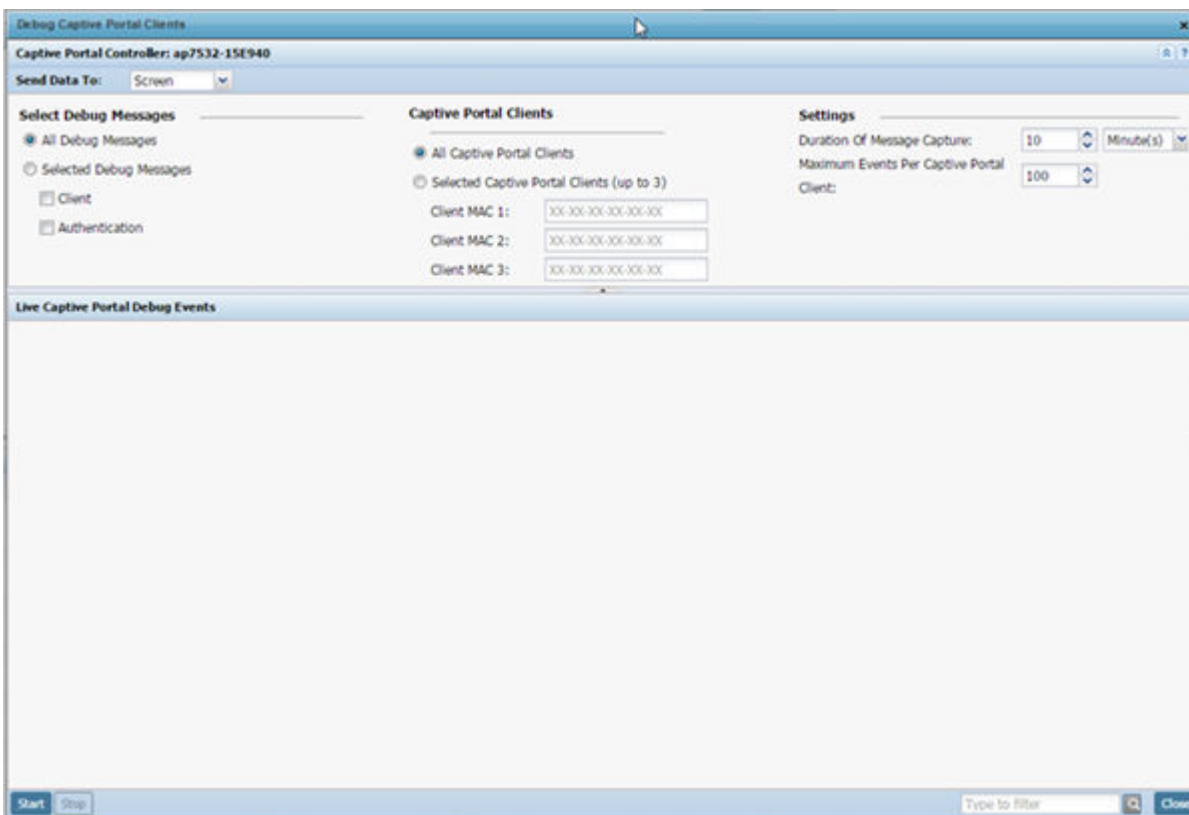 Debug Captive Portal Clients
Captive Portal Controller: ap7532-15E940
Send Data To: Screen
Select Debug Messages
All Debug Messages
Selected Debug Messages
Client
Authentication
Captive Portal Clients
All Captive Portal Clients
Selected Captive Portal Clients (up to 3)
Client MAC 1: XX-XX-XX-XX-XX-XX
Client MAC 2: XX-XX-XX-XX-XX-XX
Client MAC 3: XX-XX-XX-XX-XX-XX
Settings
Duration Of Message Capture: 10 Minute(s)
Maximum Events Per Captive Portal
Client: 100
Live Captive Portal Debug Events
Start Stop Type to filter Close